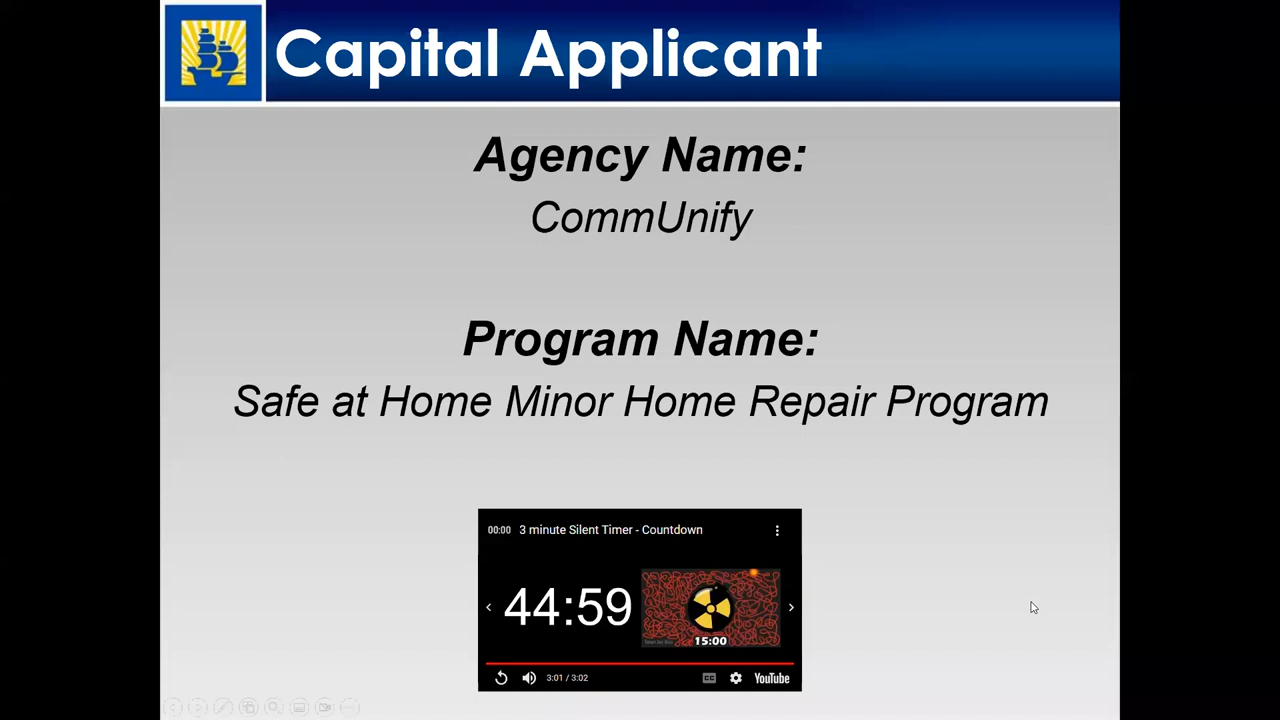 Capital Applicant
Agency Name:
CommUnify
Program Name:
Safe at Home Minor Home Repair Program
00:00 3 minute Silent Timer - Countdown
44:59
15:00
3:01 / 3:02
CC
YouTube